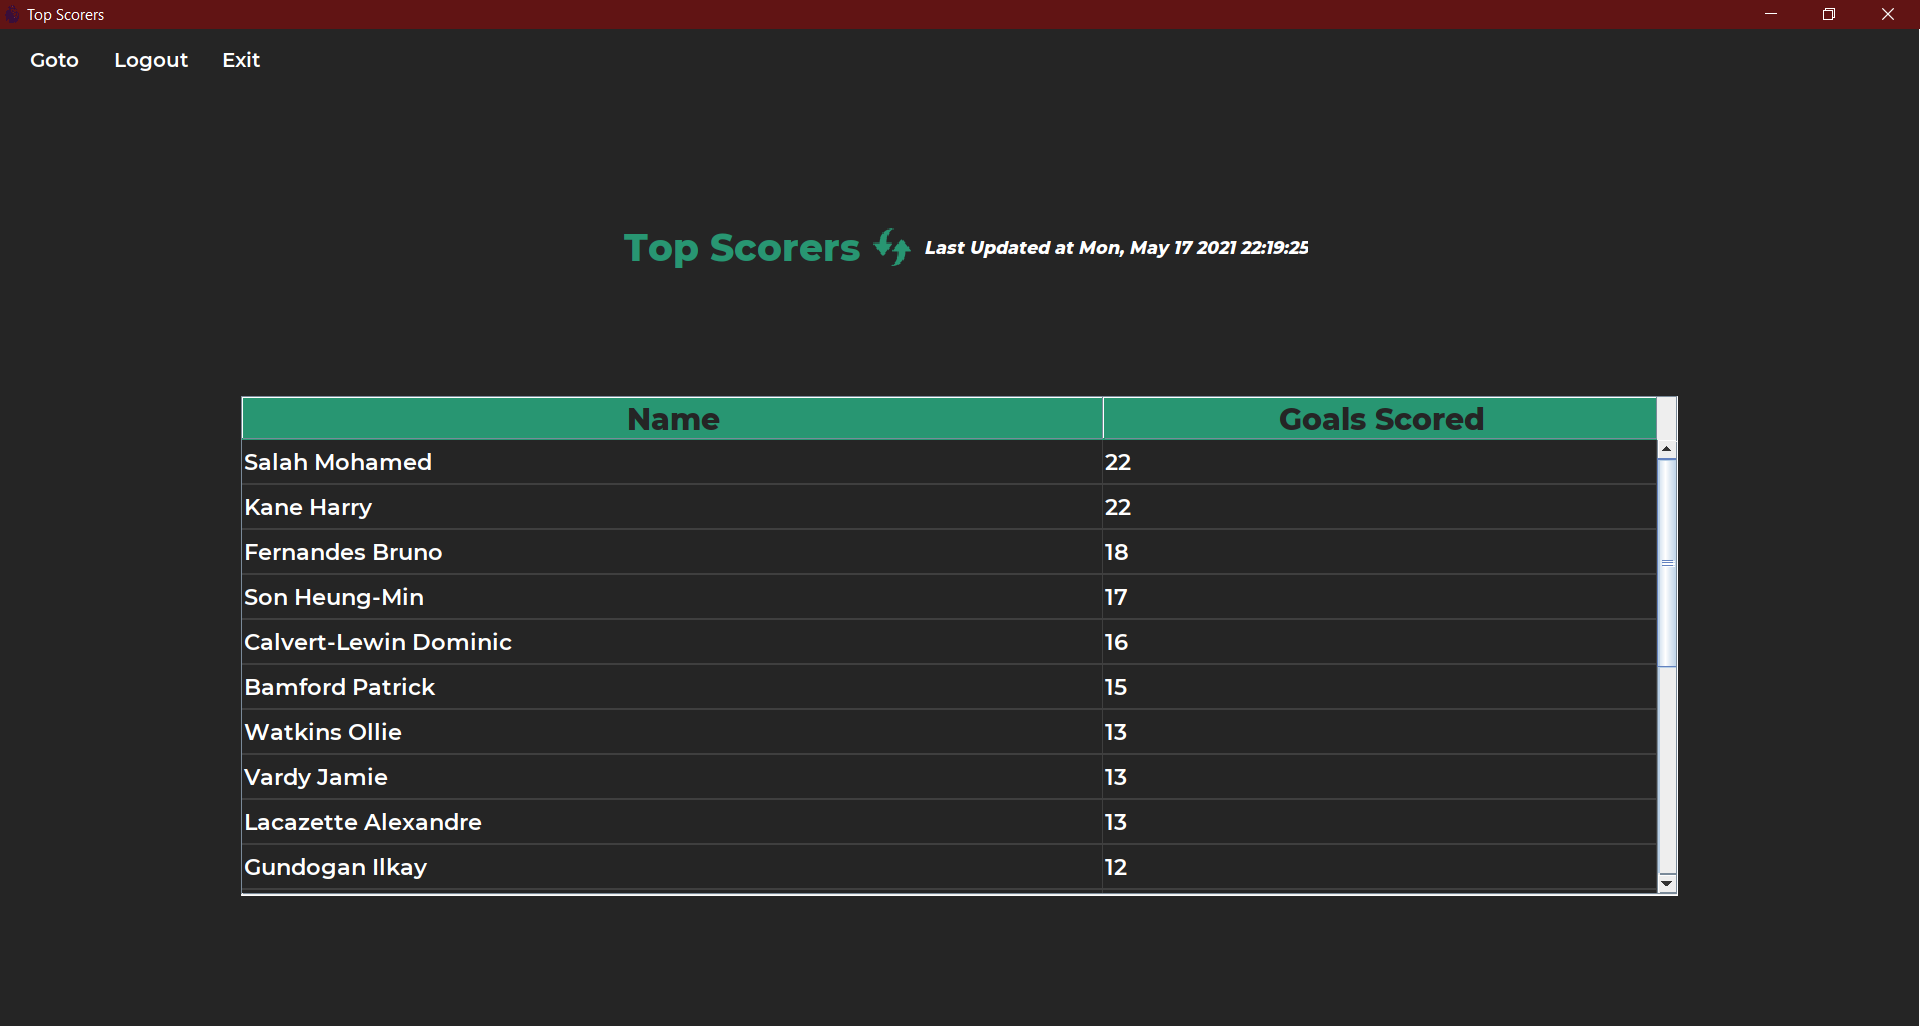 Top Scorers
Goto Logout Exit
Top Scorers Last Updated at Mon, May 17 2021 22:19:25
Name Goals Scored
Salah Mohamed 22
Kane Harry 22
Fernandes Bruno 18
Son Heung-Min 17
Calvert-Lewin Dominic 16
Bamford Patrick 15
Watkins Ollie 13
Vardy Jamie 13
Lacazette Alexandre 13
Gundogan Ilkay 12